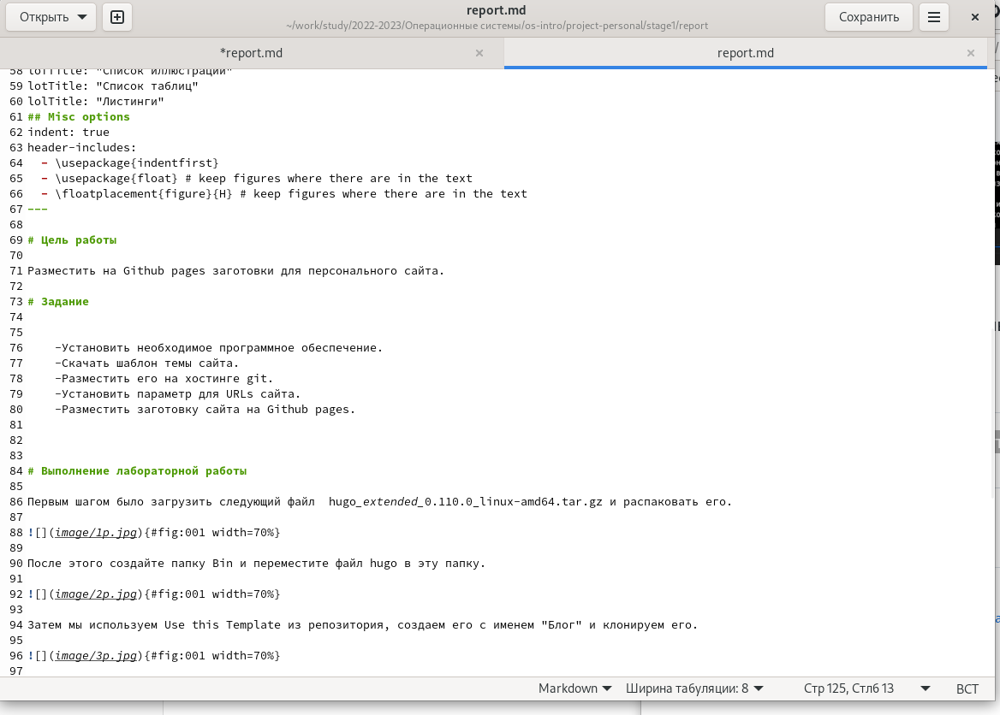 Открыть
report.md
~/work/study/2022-2023/Операционные системы/os-intro/project-personal/stage1/report
Сохранить
*report.md
report.md
58 lofTitle: "Список иллюстраций"
59 lotTitle: "Список таблиц"
60 lolTitle: "Листинги"
61 ## Misc options
62 indent: true
63 header-includes:
64   - \usepackage{indentfirst}
65   - \usepackage{float} # keep figures where there are in the text
66   - \floatplacement{figure}{H} # keep figures where there are in the text
67 ---
68
69 # Цель работы
70
71 Разместить на Github pages заготовки для персонального сайта.
72
73 # Задание
74
75
76     -Установить необходимое программное обеспечение.
77     -Скачать шаблон темы сайта.
78     -Разместить его на хостинге git.
79     -Установить параметр для URLs сайта.
80     -Разместить заготовку сайта на Github pages.
81
82
83
84 # Выполнение лабораторной работы
85
86 Первым шагом было загрузить следующий файл  hugo_extended_0.110.0_linux-amd64.tar.gz и распаковать его.
87
88 ![](image/1p.jpg){#fig:001 width=70%}
89
90 После этого создайте папку Bin и переместите файл hugo в эту папку.
91
92 ![](image/2p.jpg){#fig:001 width=70%}
93
94 Затем мы используем Use this Template из репозитория, создаем его с именем "Блог" и клонируем его.
95
96 ![](image/3p.jpg){#fig:001 width=70%}
97
Markdown
Ширина табуляции: 8
Стр 125, Стлб 13
ВСТ